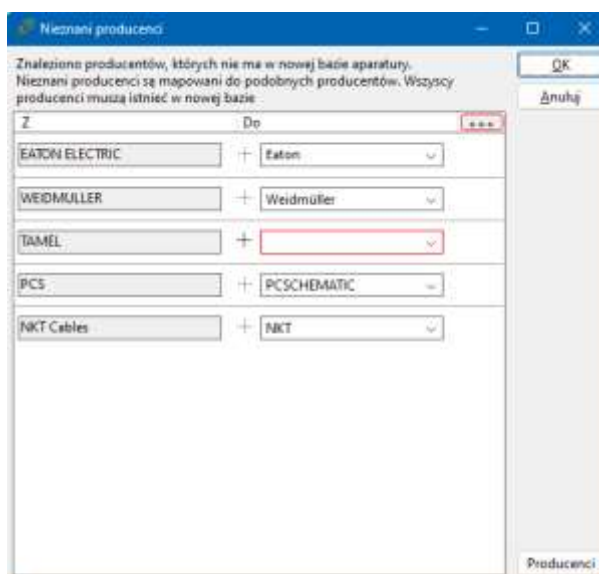 Nieznani producenci
Znaleziono producentów, których nie ma w nowej bazie aparatury.
Nieznani producenci są mapowani do podobnych producentów. Wszyscy
producenci muszą istnieć w nowej bazie
OK
Anuluj
Z Do
EATON ELECTRIC + Eaton
WEIDMULLER + Weidmüller
TAMEL +
PCS + PCSCHEMATIC
NKT Cables + NKT
Producenci